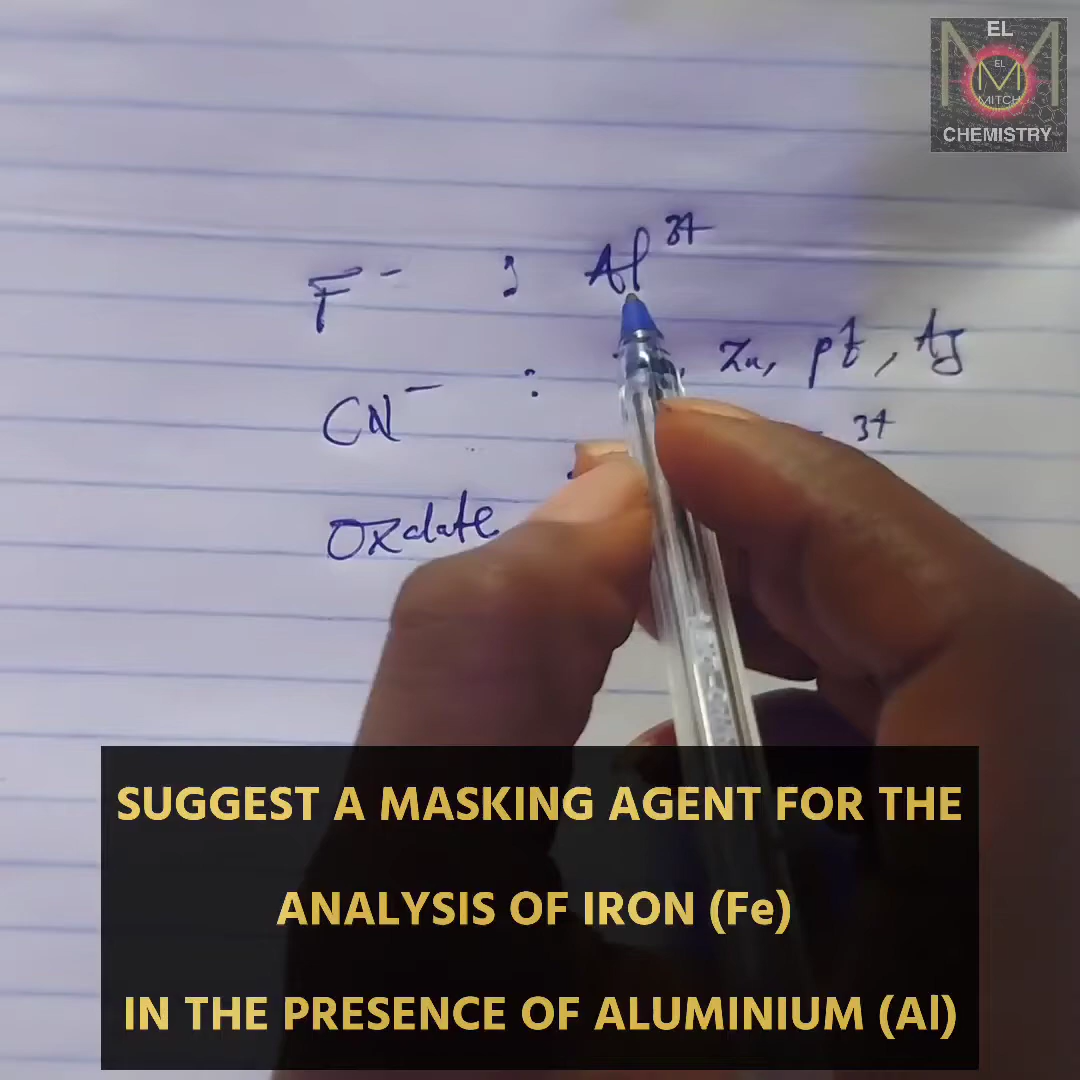 EL
EL
MITCH
CHEMISTRY
F⁻ : Al³⁺
CN⁻ : Zn, Pt, Ag
3+
Oxalate
SUGGEST A MASKING AGENT FOR THE
ANALYSIS OF IRON (Fe)
IN THE PRESENCE OF ALUMINIUM (Al)